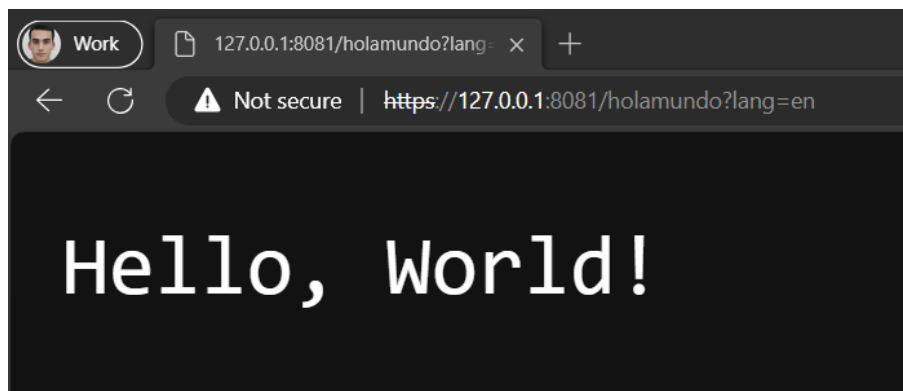 Work
127.0.0.1:8081/holamundo?lang=
Not secure | https://127.0.0.1:8081/holamundo?lang=en
Hello, World!